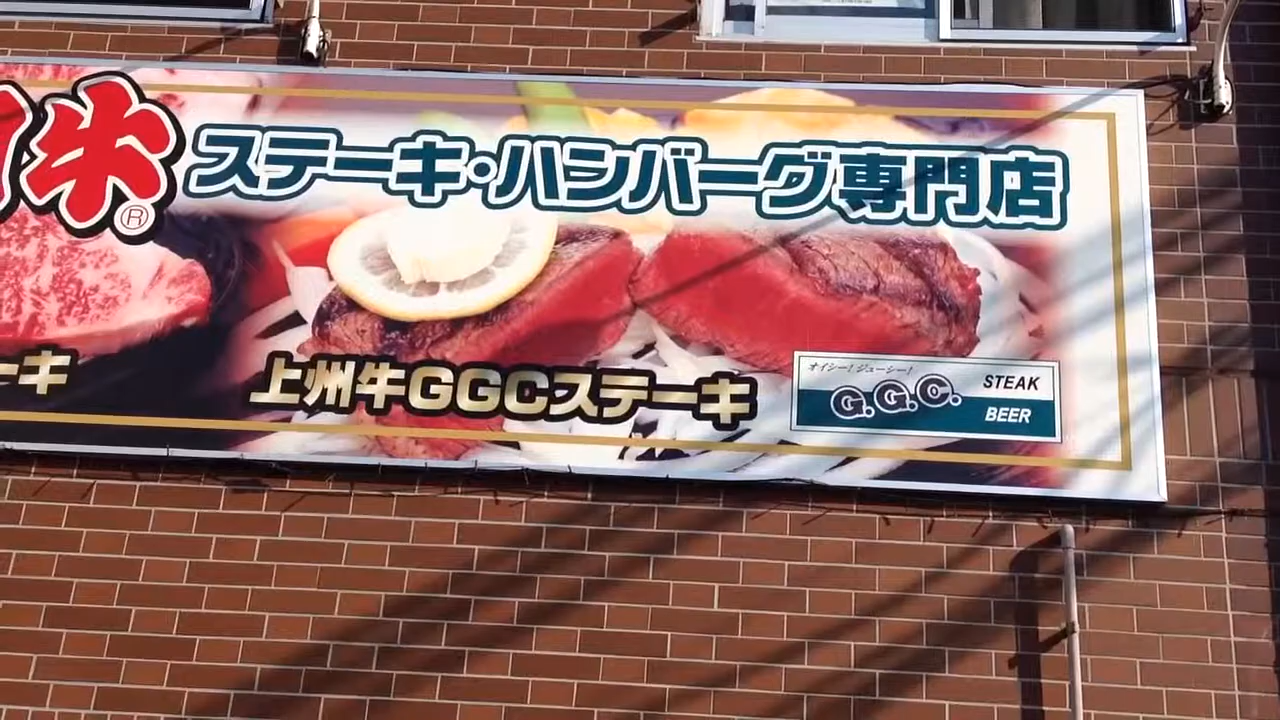 牛®
ステーキ・ハンバーグ専門店
ーキ
上州牛GGCステーキ
オイシー!ジューシー!
G.G.C.
STEAK
BEER